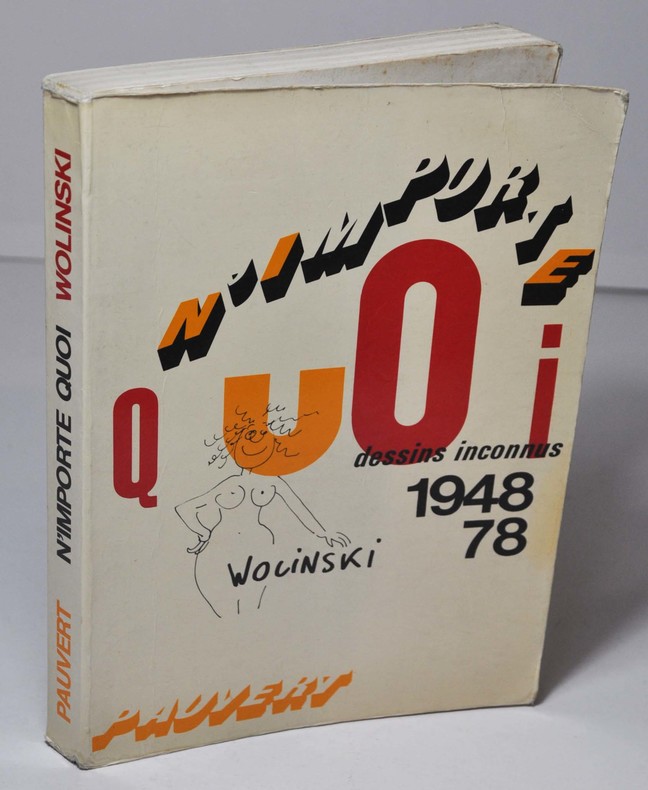 N'IMPORTE
QUOi
dessins inconnus
1948
78
WOLiNSKi
PAUVERT
PAUVERT N'IMPORTE QUOI WOLINSKI